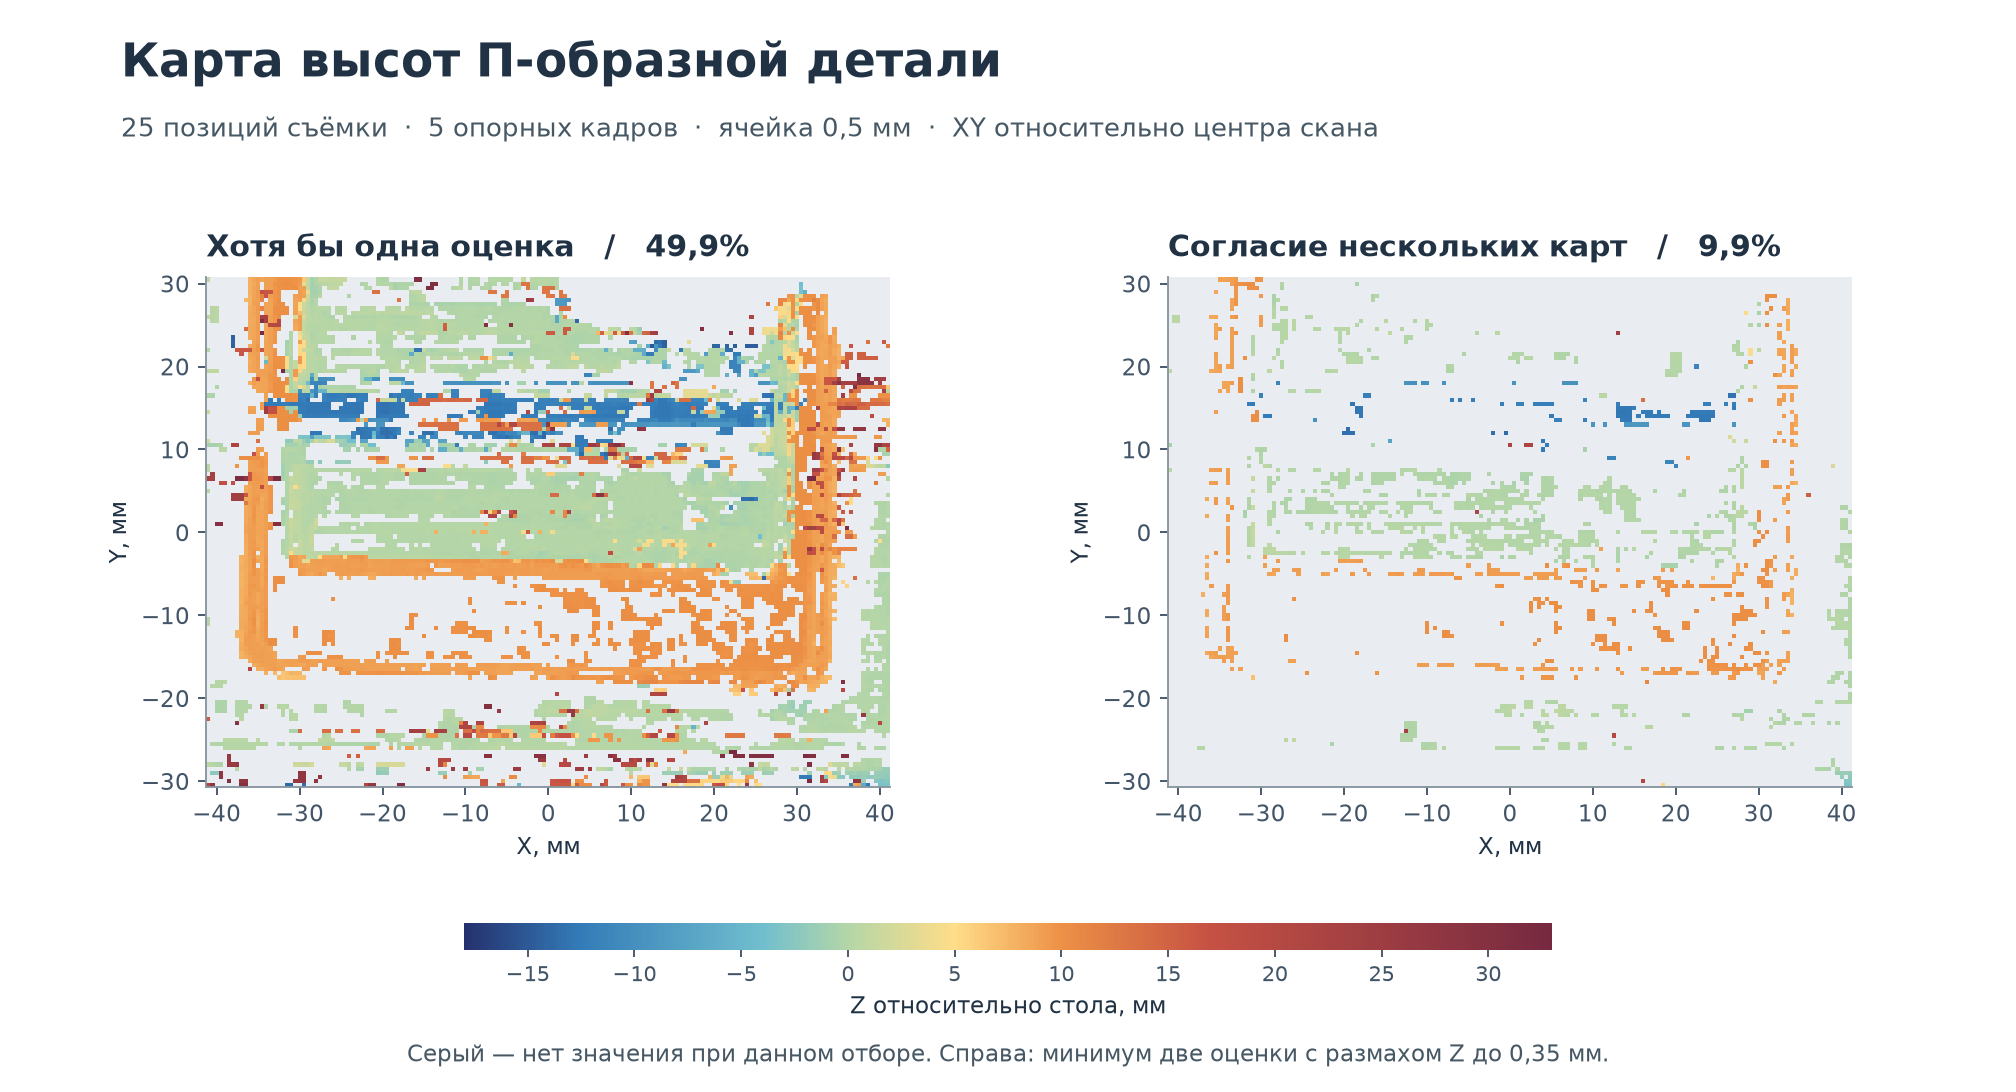 Карта высот П-образной детали
25 позиций съёмки · 5 опорных кадров · ячейка 0,5 мм · XY относительно центра скана
Хотя бы одна оценка / 49,9%
30
20
10
0
−10
−20
−30
Y, мм
−40 −30 −20 −10 0 10 20 30 40
X, мм
Согласие нескольких карт / 9,9%
30
20
10
0
−10
−20
−30
Y, мм
−40 −30 −20 −10 0 10 20 30 40
X, мм
−15 −10 −5 0 5 10 15 20 25 30
Z относительно стола, мм
Серый — нет значения при данном отборе. Справа: минимум две оценки с размахом Z до 0,35 мм.